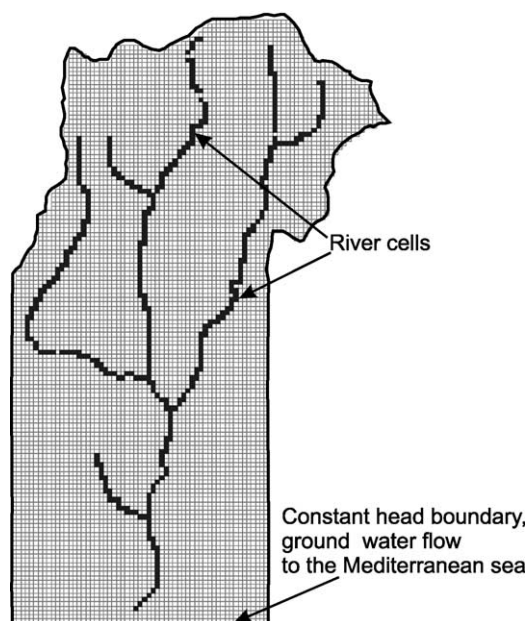 River cells
Constant head boundary,
ground water flow
to the Mediterranean sea